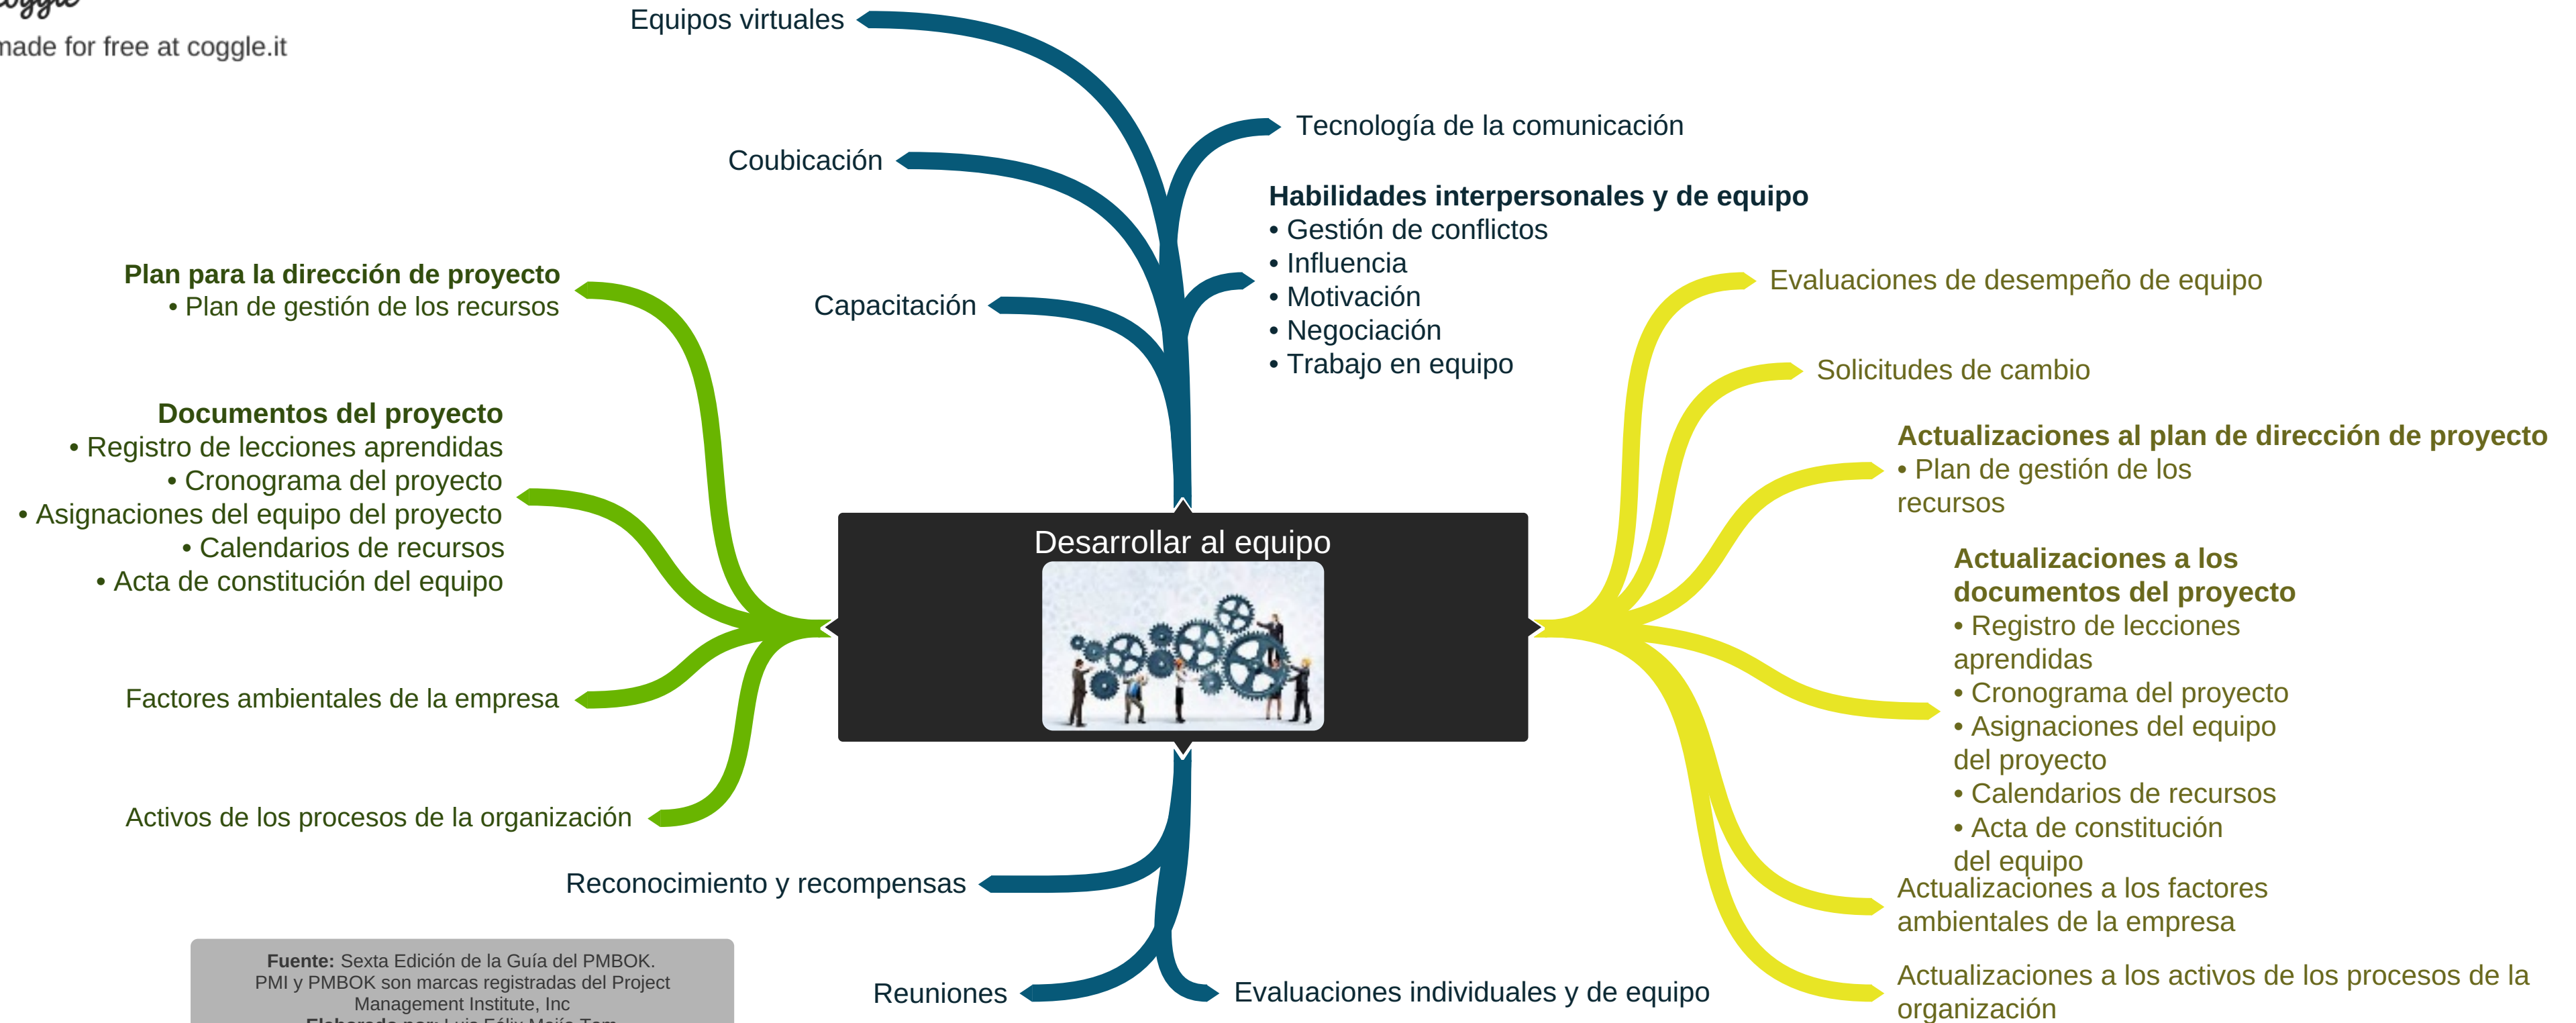 coggle
made for free at coggle.it
Equipos virtuales
Coubicación
Capacitación
Tecnología de la comunicación
Habilidades interpersonales y de equipo
• Gestión de conflictos
• Influencia
• Motivación
• Negociación
• Trabajo en equipo
Plan para la dirección de proyecto
• Plan de gestión de los recursos
Documentos del proyecto
• Registro de lecciones aprendidas
• Cronograma del proyecto
• Asignaciones del equipo del proyecto
• Calendarios de recursos
• Acta de constitución del equipo
Factores ambientales de la empresa
Activos de los procesos de la organización
Desarrollar al equipo
Evaluaciones de desempeño de equipo
Solicitudes de cambio
Actualizaciones al plan de dirección de proyecto
• Plan de gestión de los
recursos
Actualizaciones a los
documentos del proyecto
• Registro de lecciones
aprendidas
• Cronograma del proyecto
• Asignaciones del equipo
del proyecto
• Calendarios de recursos
• Acta de constitución
del equipo
Actualizaciones a los factores
ambientales de la empresa
Actualizaciones a los activos de los procesos de la
organización
Reconocimiento y recompensas
Reuniones
Evaluaciones individuales y de equipo
Fuente: Sexta Edición de la Guía del PMBOK.
PMI y PMBOK son marcas registradas del Project
Management Institute, Inc
Elaborado por: Luis Félix Mejía Tom